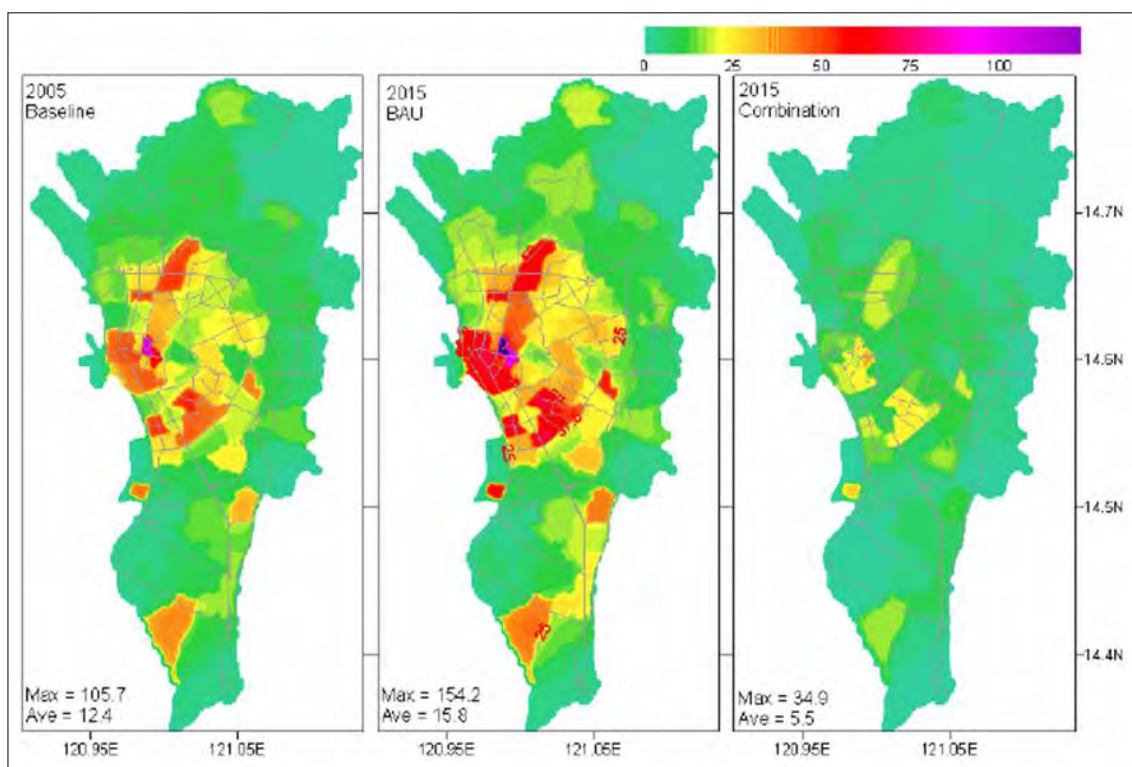 0 25 50 75 100
2005
Baseline
2015
BAU
2015
Combination
14.7N
14.6N
14.5N
14.4N
25
25
25
Max = 105.7
Ave = 12.4
Max = 154.2
Ave = 15.8
Max = 34.9
Ave = 5.5
120.95E 121.05E 120.95E 121.05E 120.95E 121.05E